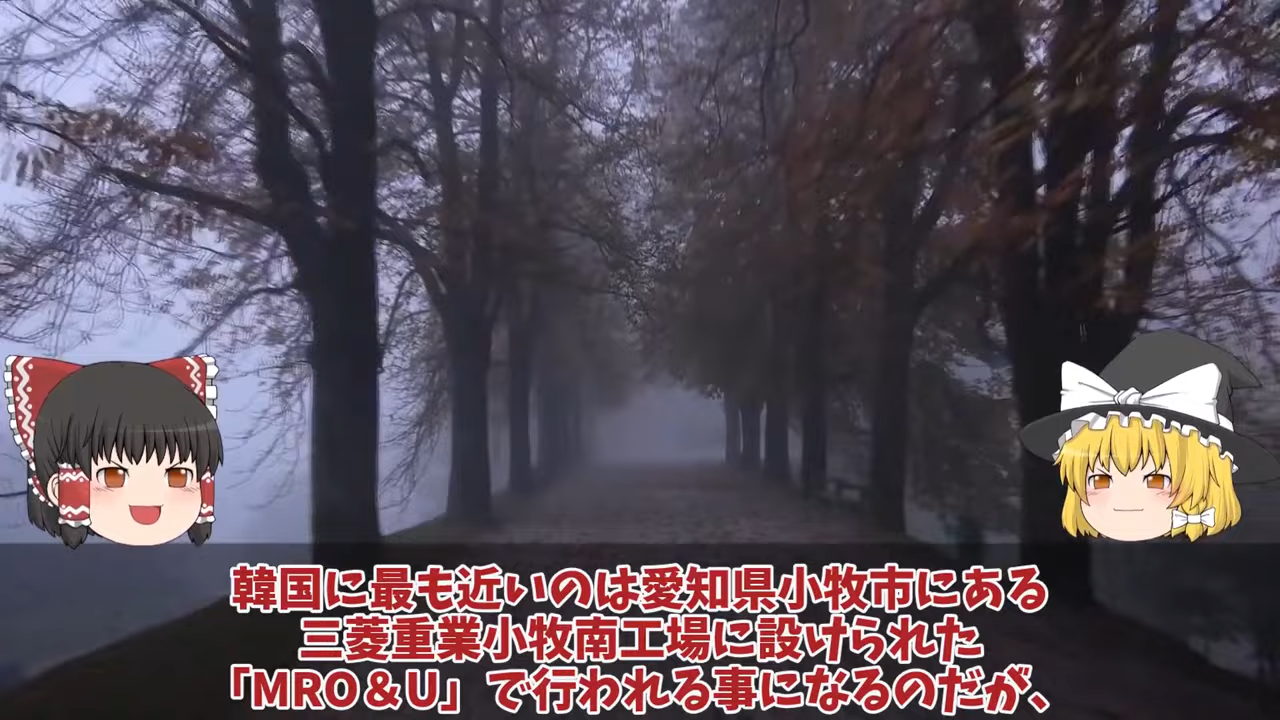 韓国に最も近いのは愛知県小牧市にある
三菱重業小牧南工場に設けられた
「MRO＆U」で行われる事になるのだが、